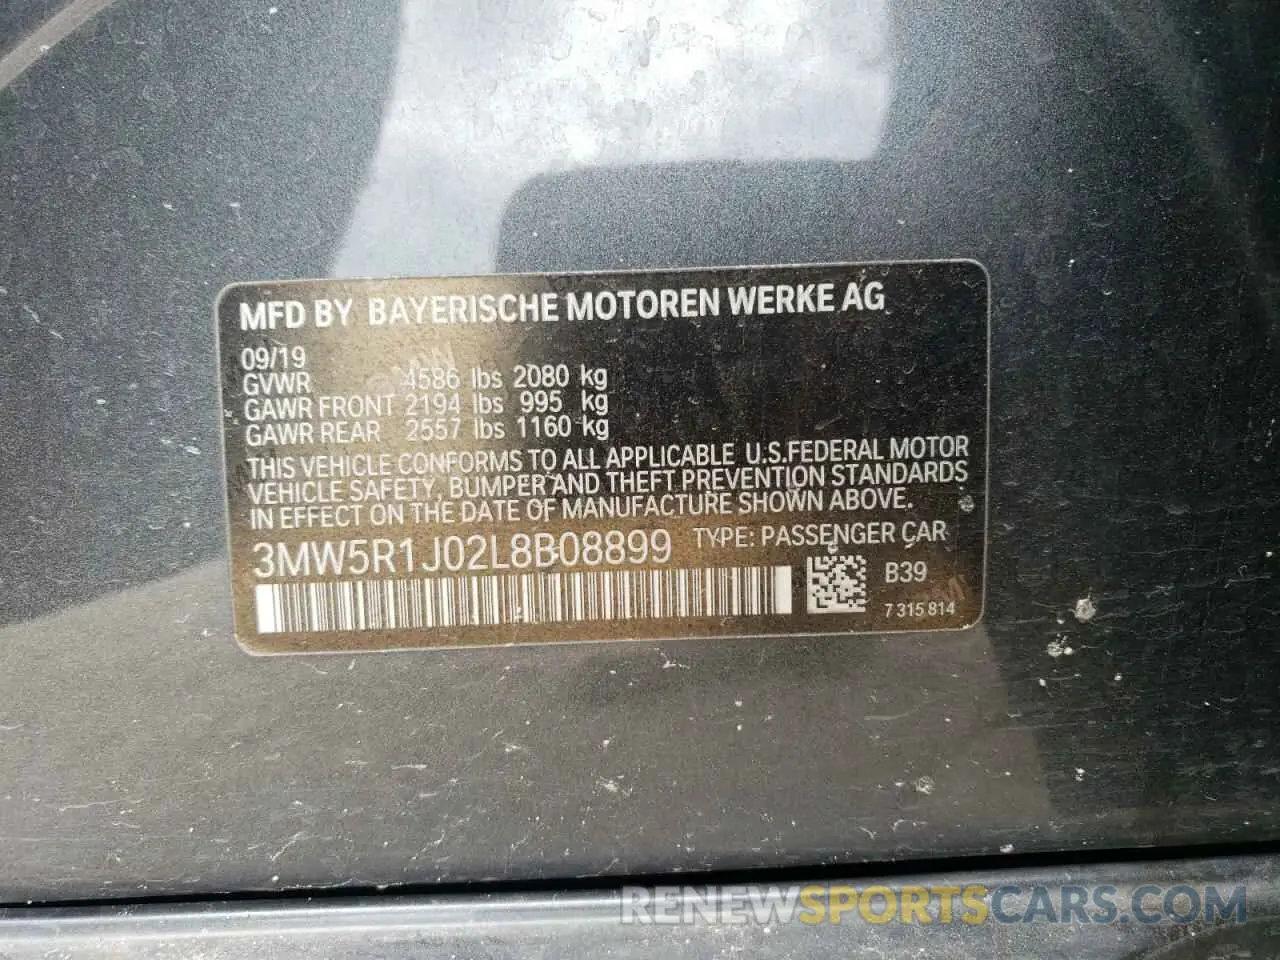 MFD BY BAYERISCHE MOTOREN WERKE AG
09/19
GVWR 4586 lbs 2080 kg
GAWR FRONT 2194 lbs 995 kg
GAWR REAR 2557 lbs 1160 kg
THIS VEHICLE CONFORMS TO ALL APPLICABLE U.S.FEDERAL MOTOR
VEHICLE SAFETY, BUMPER AND THEFT PREVENTION STANDARDS
IN EFFECT ON THE DATE OF MANUFACTURE SHOWN ABOVE.
3MW5R1J02L8B08899 TYPE: PASSENGER CAR
B39
7 315 814
RENEWSPORTSCARS.COM